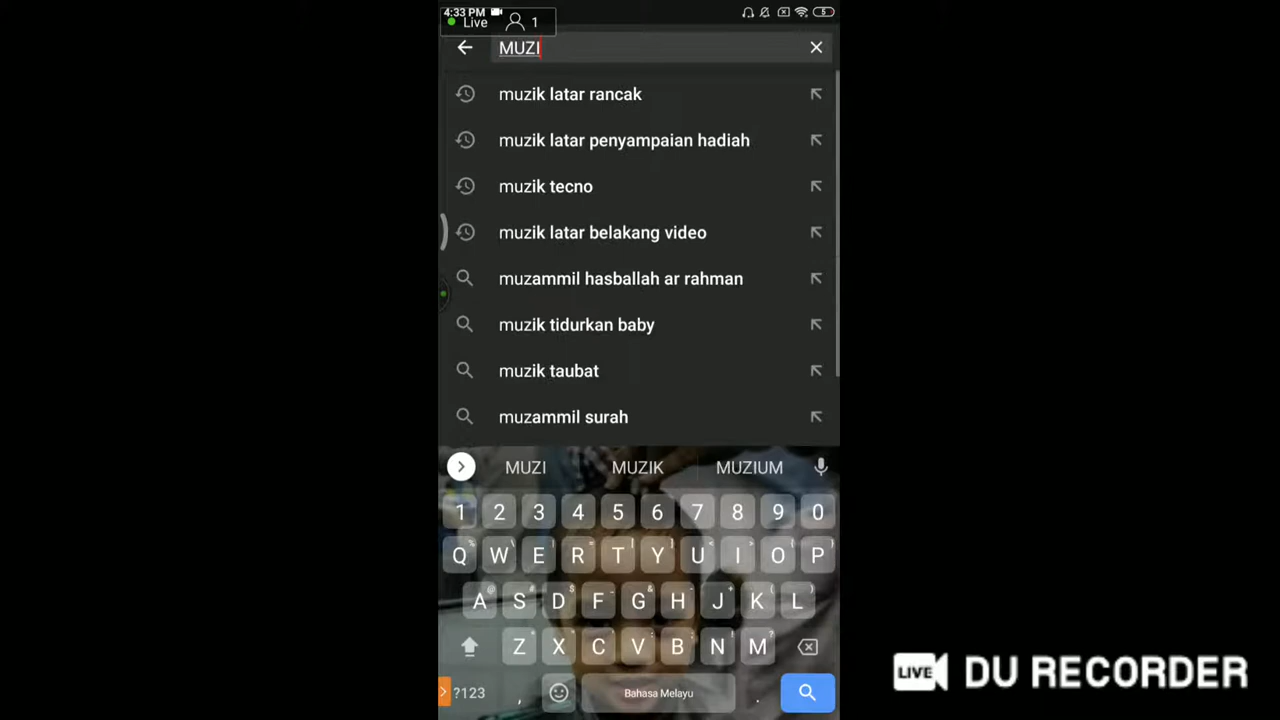 4:33 PM
5
Live 1
MUZI
muzik latar rancak
muzik latar penyampaian hadiah
muzik tecno
muzik latar belakang video
muzammil hasballah ar rahman
muzik tidurkan baby
muzik taubat
muzammil surah
MUZI MUZIK MUZIUM
1 2 3 4 5 6 7 8 9 0
Q W E R T Y U I O P
A S D F G H J K L
Z X C V B N M
?123 , Bahasa Melayu .
LIVE DU RECORDER